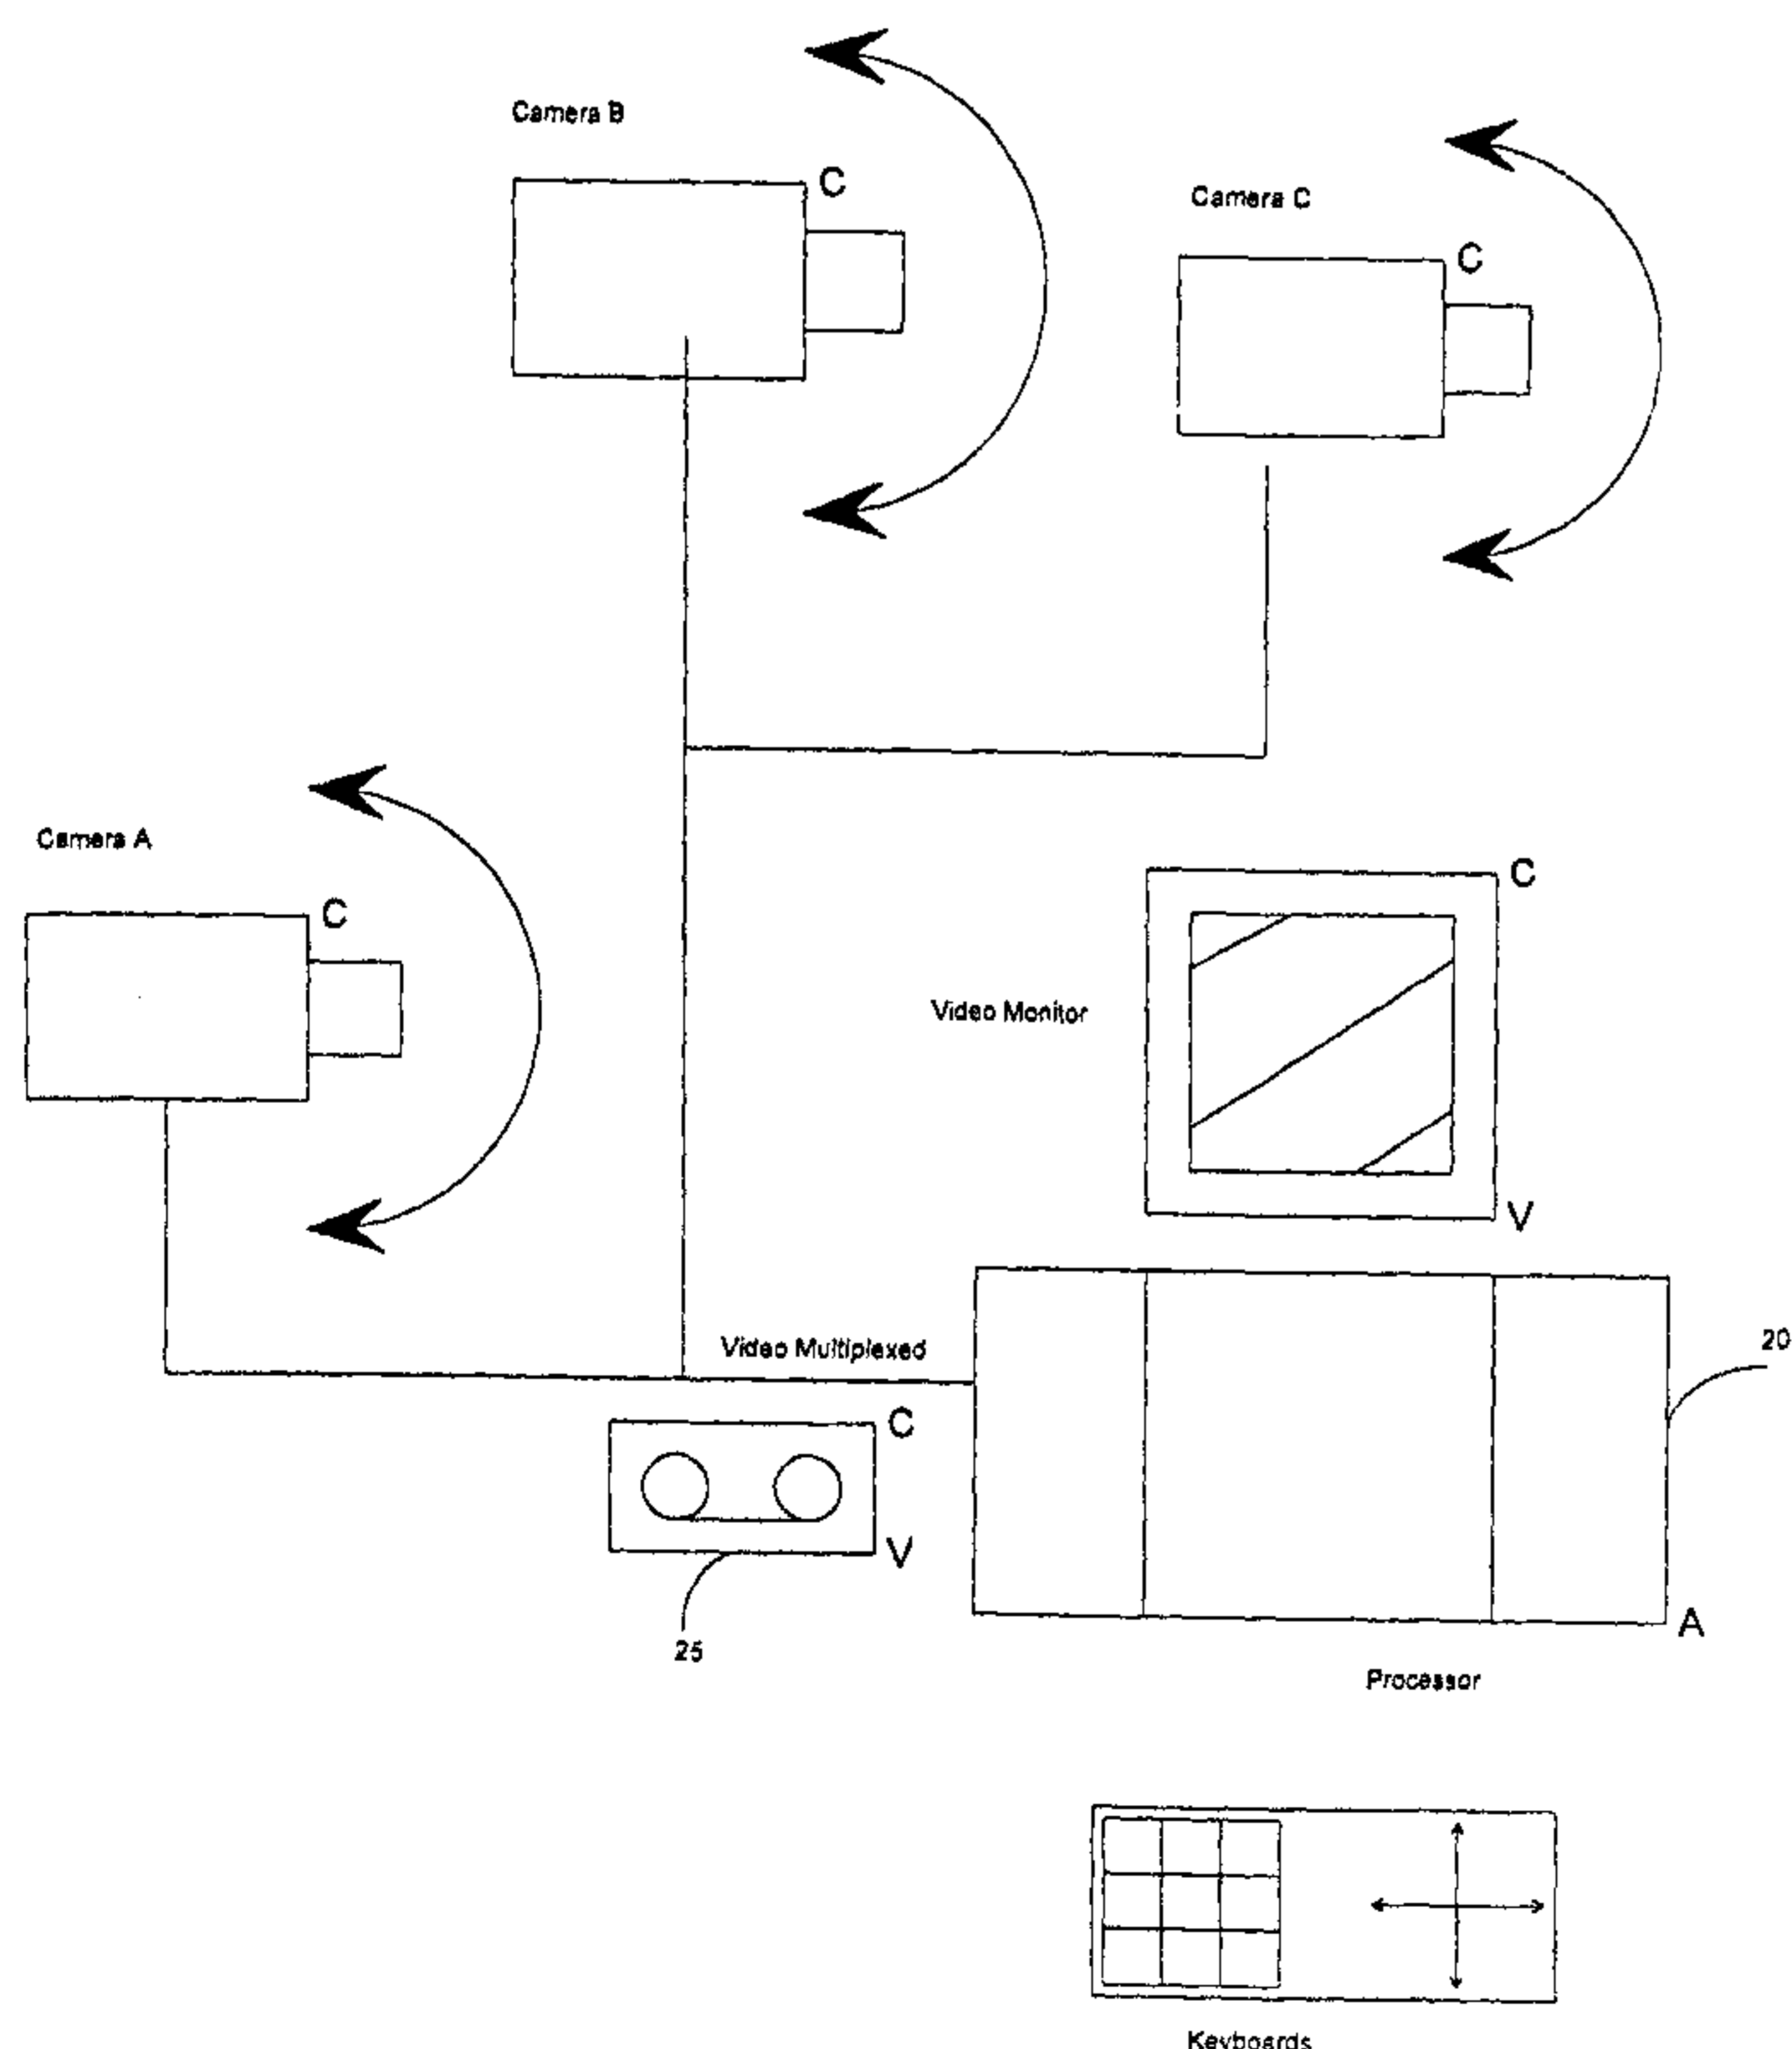 Camera B
C
Camera C
C
Camera A
C
C
Video Monitor
V
20
Video Multiplexed
C
V
25
A
Processor
Keyboards